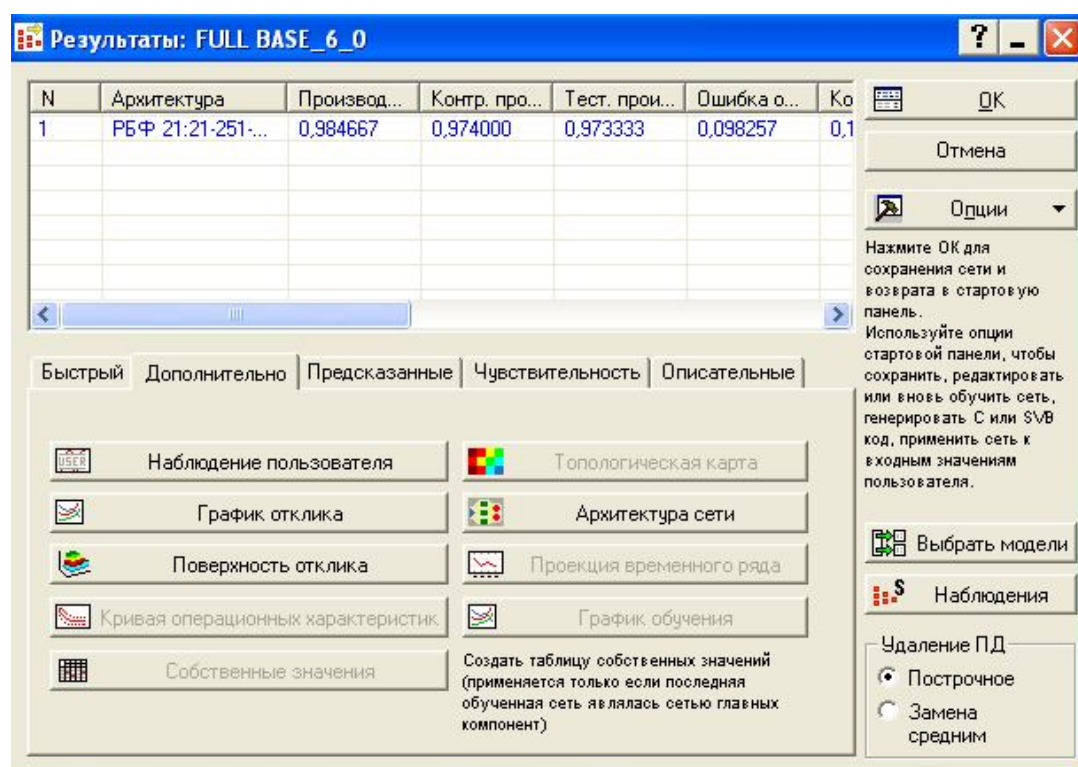 Результаты: FULL BASE_6_0
N Архитектура Производ... Контр. про... Тест. прои... Ошибка о... Ко
1 РБФ 21:21-251-... 0,984667 0,974000 0,973333 0,098257 0,1
OK
Отмена
Опции
Нажмите ОК для
сохранения сети и
возврата в стартовую
панель.
Используйте опции
стартовой панели, чтобы
сохранить, редактировать
или вновь обучить сеть,
генерировать C или SVB
код, применить сеть к
входным значениям
пользователя.
Быстрый Дополнительно Предсказанные Чувствительность Описательные
USER Наблюдение пользователя Топологическая карта
График отклика Архитектура сети
Поверхность отклика Проекция временного ряда
Кривая операционных характеристик График обучения
Собственные значения
Создать таблицу собственных значений
(применяется только если последняя
обученная сеть являлась сетью главных
компонент)
Выбрать модели
S Наблюдения
Удаление ПД
Построчное
Замена
средним